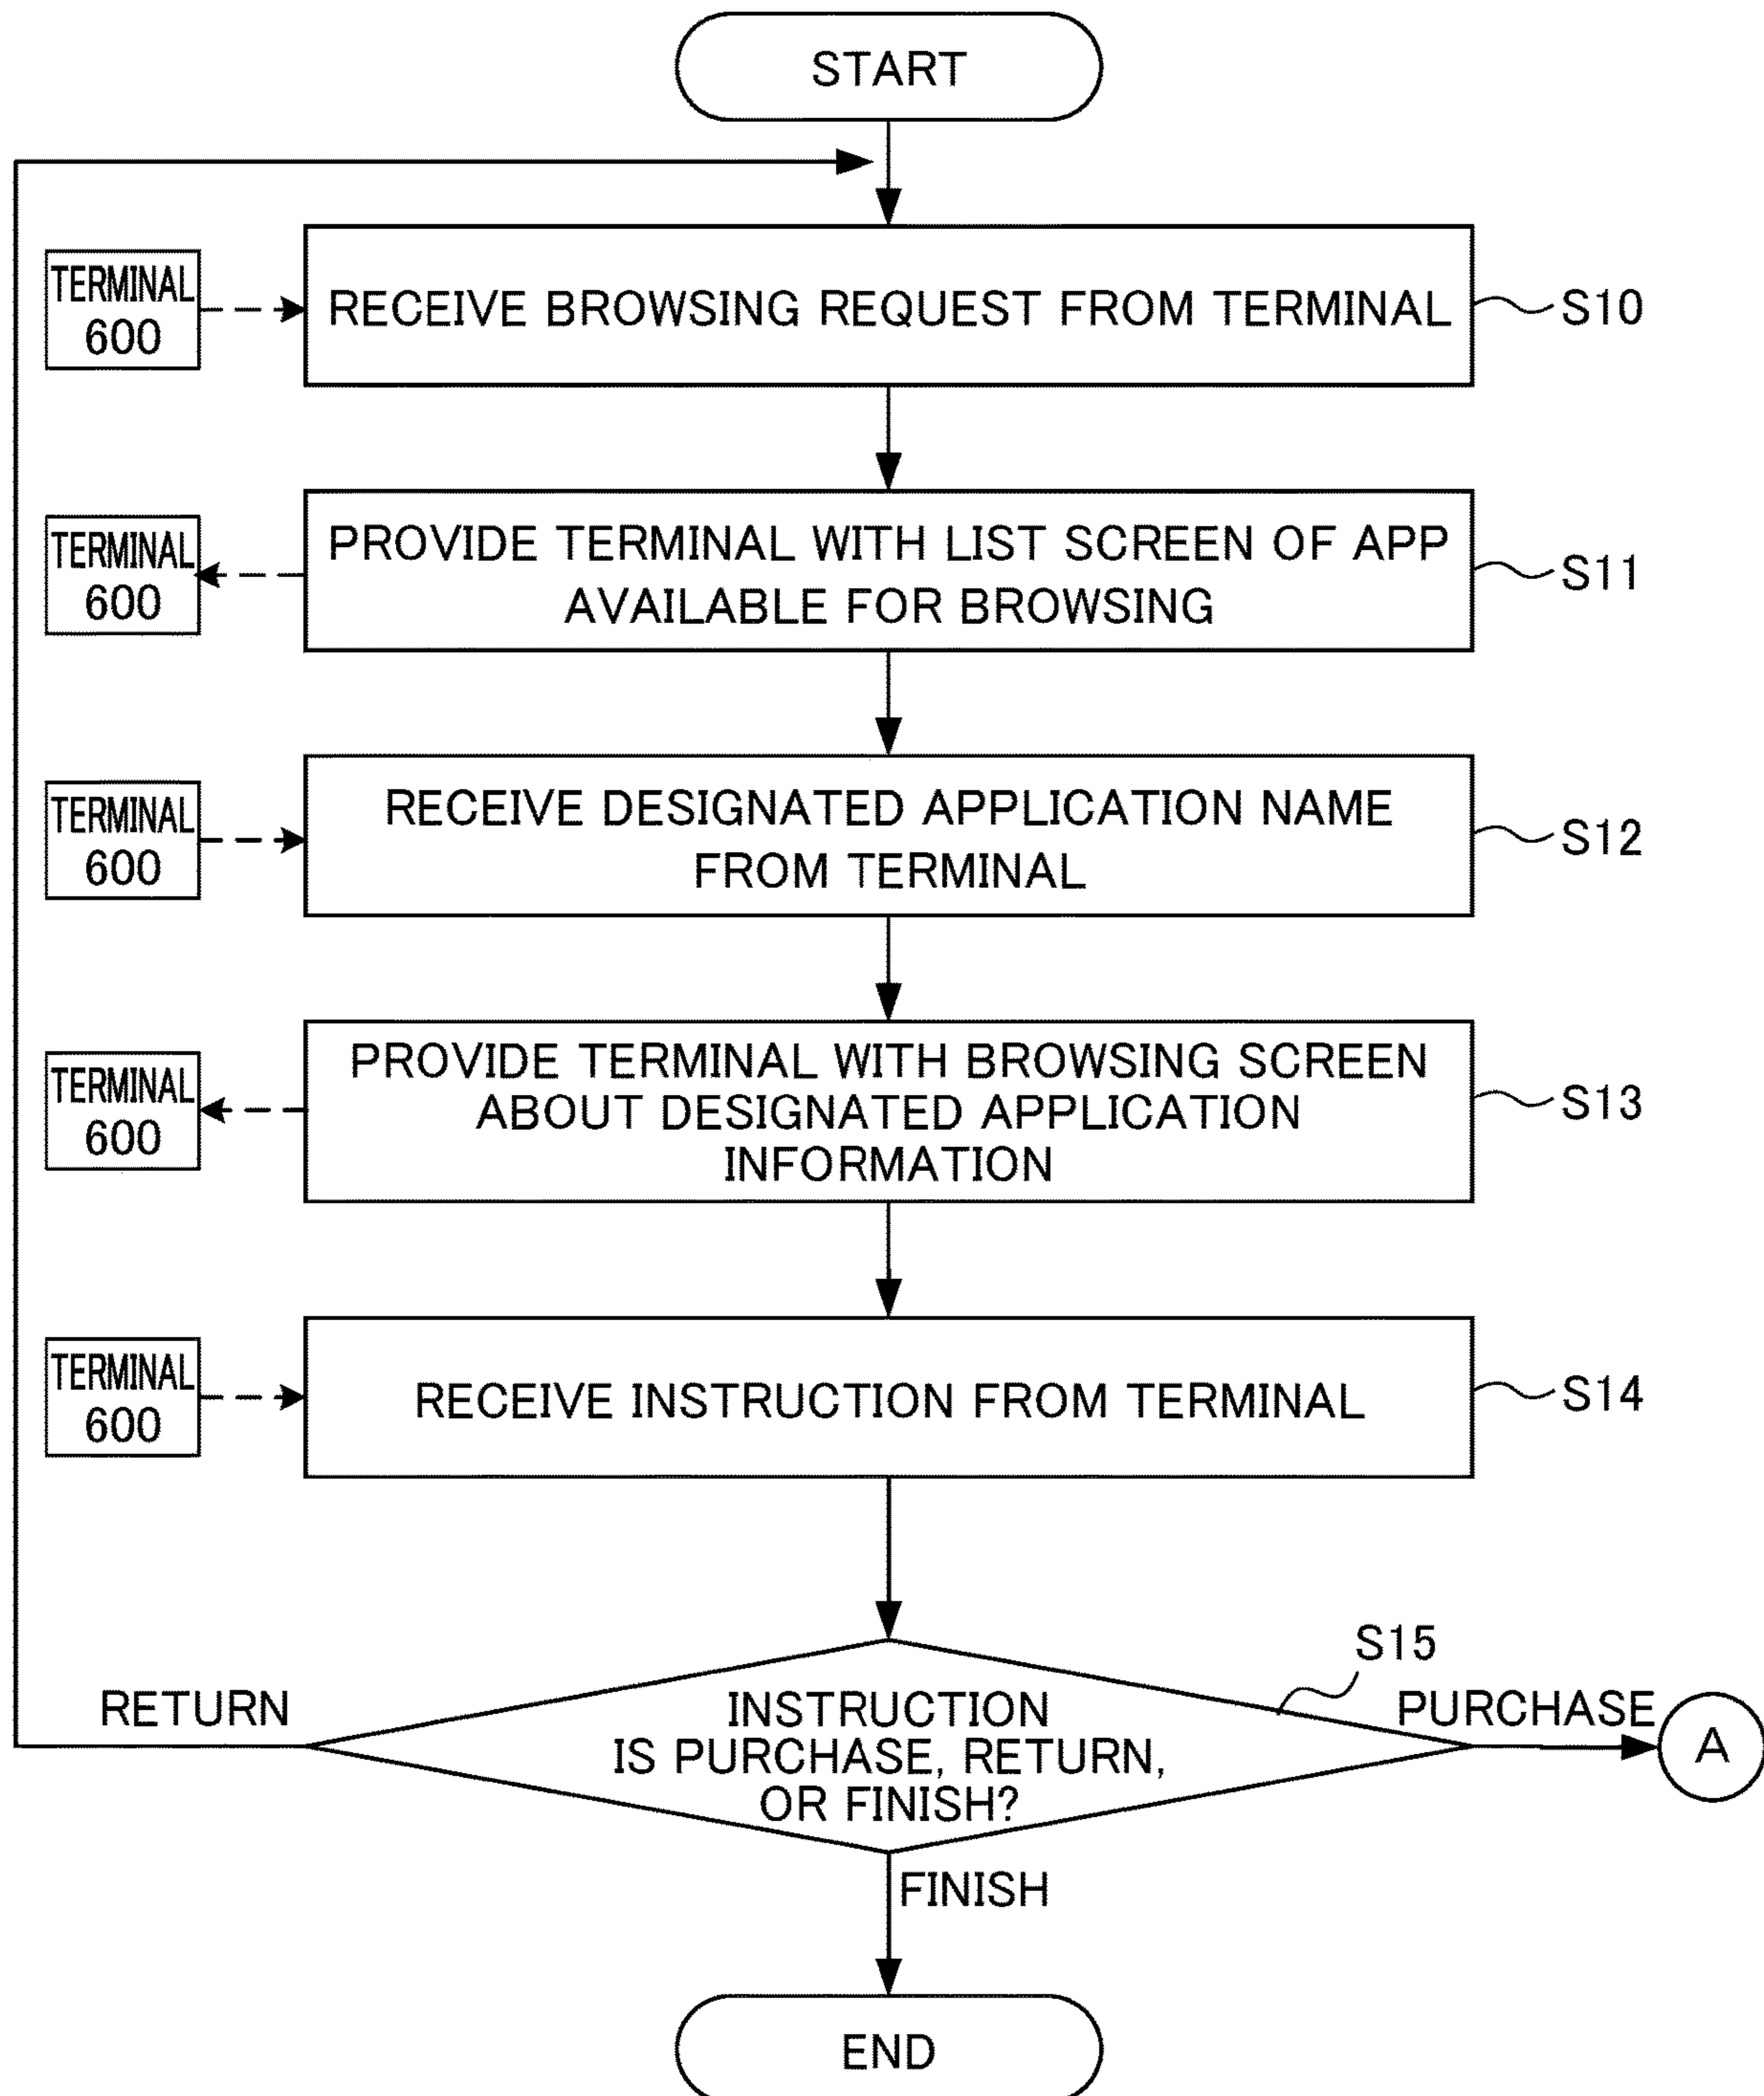 START
TERMINAL
600
RECEIVE BROWSING REQUEST FROM TERMINAL
S10
TERMINAL
600
PROVIDE TERMINAL WITH LIST SCREEN OF APP
AVAILABLE FOR BROWSING
S11
TERMINAL
600
RECEIVE DESIGNATED APPLICATION NAME
FROM TERMINAL
S12
TERMINAL
600
PROVIDE TERMINAL WITH BROWSING SCREEN
ABOUT DESIGNATED APPLICATION
INFORMATION
S13
TERMINAL
600
RECEIVE INSTRUCTION FROM TERMINAL
S14
S15
RETURN
INSTRUCTION
IS PURCHASE, RETURN,
OR FINISH?
PURCHASE
A
FINISH
END